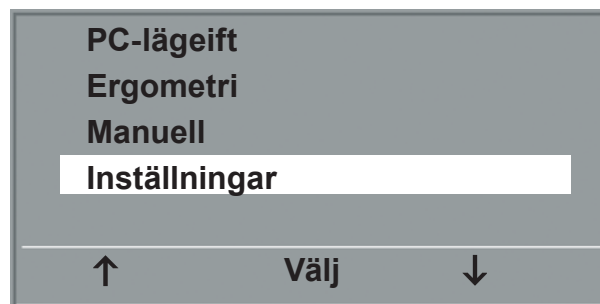 PC-lägeift
Ergometri
Manuell
Inställningar
↑ Välj ↓